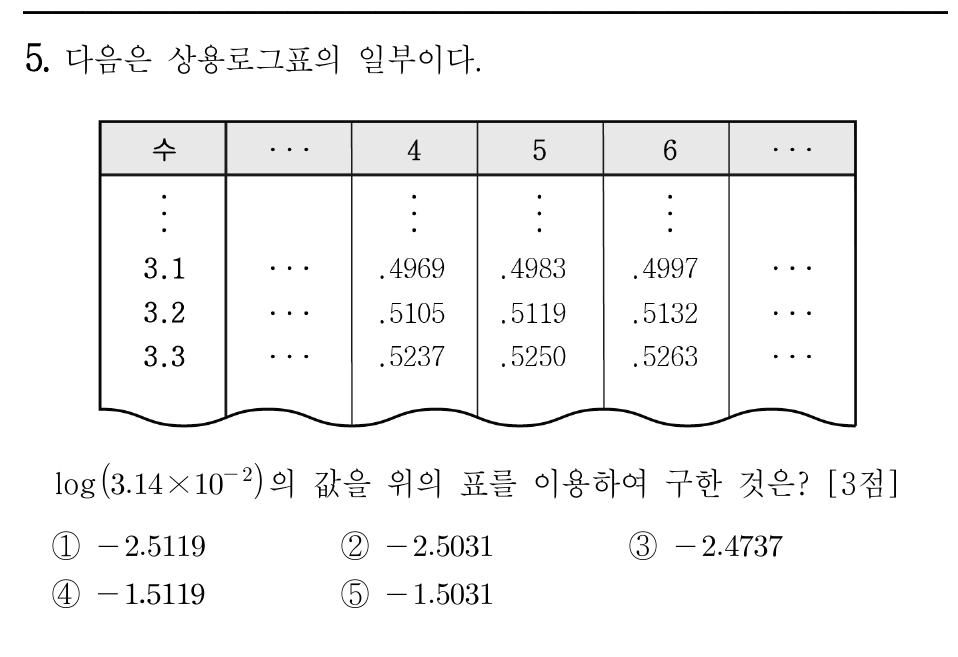 5. 다음은 상용로그표의 일부이다.
수 ··· 4 5 6 ···
⋮ ⋮ ⋮ ⋮
3.1 ··· .4969 .4983 .4997 ···
3.2 ··· .5105 .5119 .5132 ···
3.3 ··· .5237 .5250 .5263 ···
log(3.14×10⁻²)의 값을 위의 표를 이용하여 구한 것은? [3점]
① −2.5119 ② −2.5031 ③ −2.4737
④ −1.5119 ⑤ −1.5031